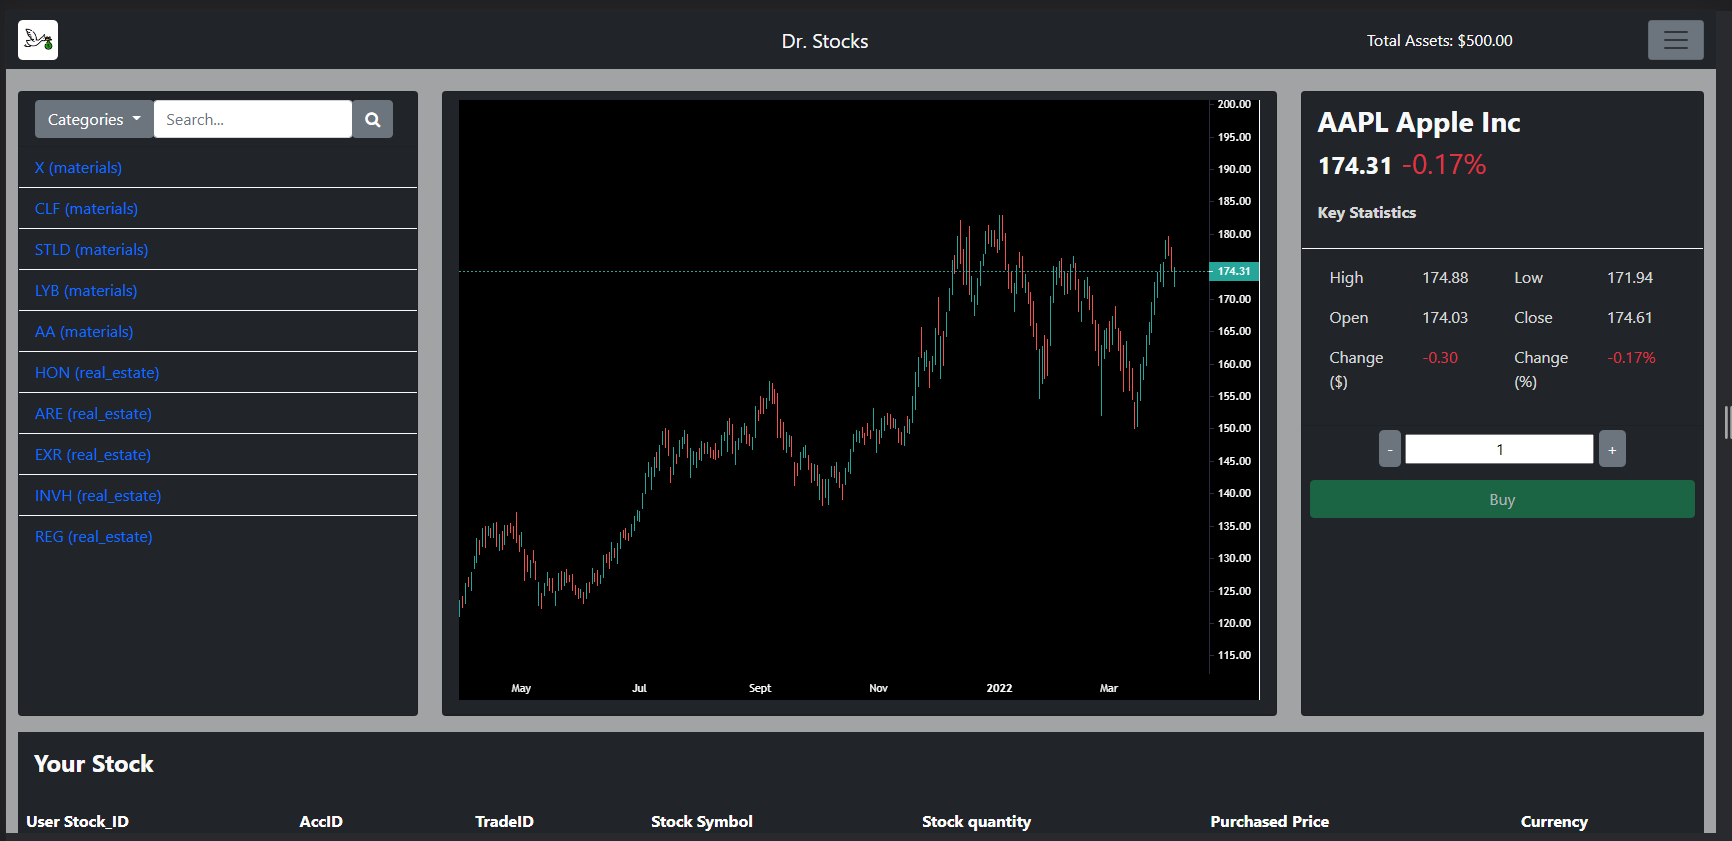 Dr. Stocks
Total Assets: $500.00
Categories
Search...
X (materials)
CLF (materials)
STLD (materials)
LYB (materials)
AA (materials)
HON (real_estate)
ARE (real_estate)
EXR (real_estate)
INVH (real_estate)
REG (real_estate)
200.00
195.00
190.00
185.00
180.00
174.31
170.00
165.00
160.00
155.00
150.00
145.00
140.00
135.00
130.00
125.00
120.00
115.00
May Jul Sept Nov 2022 Mar
AAPL Apple Inc
174.31 -0.17%
Key Statistics
High 174.88 Low 171.94
Open 174.03 Close 174.61
Change ($) -0.30 Change (%) -0.17%
- 1 +
Buy
Your Stock
User Stock_ID AccID TradeID Stock Symbol Stock quantity Purchased Price Currency